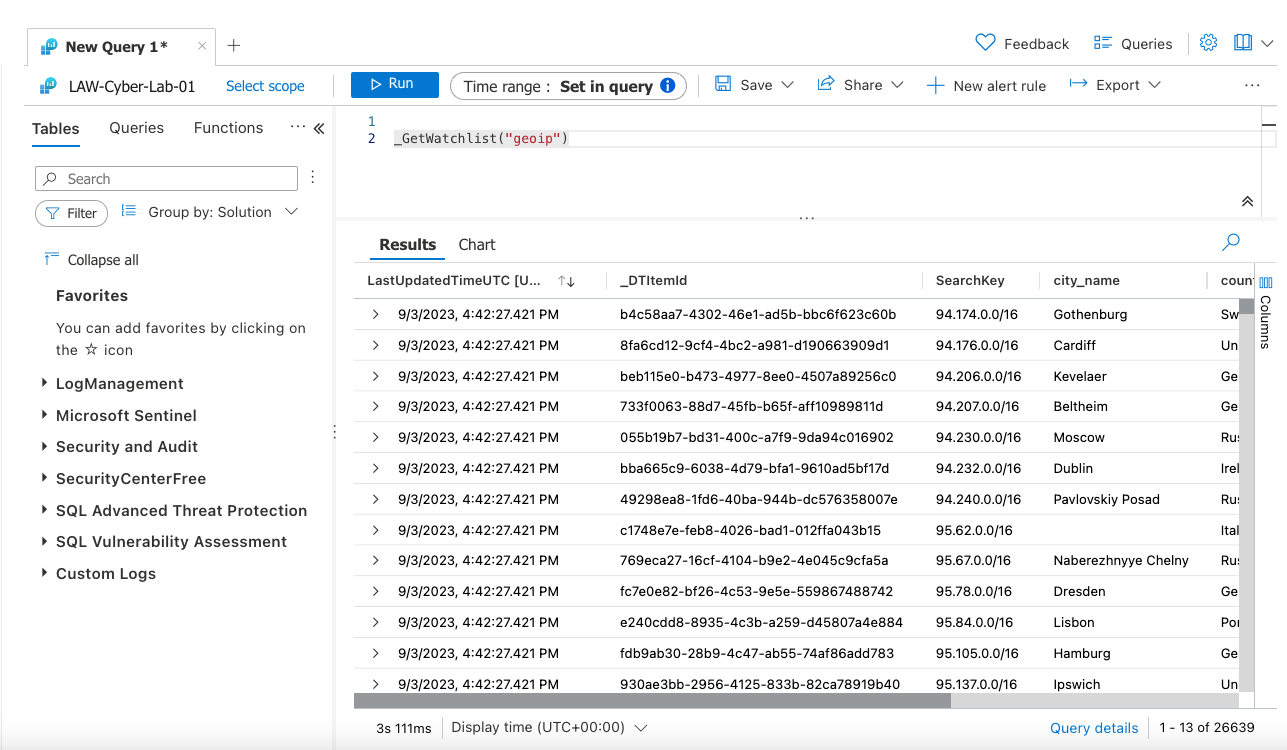 New Query 1*
Feedback
Queries
LAW-Cyber-Lab-01
Select scope
Run
Time range : Set in query
Save
Share
New alert rule
Export
...
Tables
Queries
Functions
...
Search
Filter
Group by: Solution
Collapse all
Favorites
You can add favorites by clicking on
the ☆ icon
LogManagement
Microsoft Sentinel
Security and Audit
SecurityCenterFree
SQL Advanced Threat Protection
SQL Vulnerability Assessment
Custom Logs
1
2 _GetWatchlist("geoip")
...
Results
Chart
LastUpdatedTimeUTC [U... _DTItemId SearchKey city_name coun
9/3/2023, 4:42:27.421 PM b4c58aa7-4302-46e1-ad5b-bbc6f623c60b 94.174.0.0/16 Gothenburg Sw
9/3/2023, 4:42:27.421 PM 8fa6cd12-9cf4-4bc2-a981-d190663909d1 94.176.0.0/16 Cardiff Un
9/3/2023, 4:42:27.421 PM beb115e0-b473-4977-8ee0-4507a89256c0 94.206.0.0/16 Kevelaer Ge
9/3/2023, 4:42:27.421 PM 733f0063-88d7-45fb-b65f-aff10989811d 94.207.0.0/16 Beltheim Ge
9/3/2023, 4:42:27.421 PM 055b19b7-bd31-400c-a7f9-9da94c016902 94.230.0.0/16 Moscow Rus
9/3/2023, 4:42:27.421 PM bba665c9-6038-4d79-bfa1-9610ad5bf17d 94.232.0.0/16 Dublin Irel
9/3/2023, 4:42:27.421 PM 49298ea8-1fd6-40ba-944b-dc576358007e 94.240.0.0/16 Pavlovskiy Posad Rus
9/3/2023, 4:42:27.421 PM c1748e7e-feb8-4026-bad1-012ffa043b15 95.62.0.0/16 Ital
9/3/2023, 4:42:27.421 PM 769eca27-16cf-4104-b9e2-4e045c9cfa5a 95.67.0.0/16 Naberezhnyye Chelny Rus
9/3/2023, 4:42:27.421 PM fc7e0e82-bf26-4c53-9e5e-559867488742 95.78.0.0/16 Dresden Ge
9/3/2023, 4:42:27.421 PM e240cdd8-8935-4c3b-a259-d45807a4e884 95.84.0.0/16 Lisbon Por
9/3/2023, 4:42:27.421 PM fdb9ab30-28b9-4c47-ab55-74af86add783 95.105.0.0/16 Hamburg Ge
9/3/2023, 4:42:27.421 PM 930ae3bb-2956-4125-833b-82ca78919b40 95.137.0.0/16 Ipswich Un
Columns
3s 111ms
Display time (UTC+00:00)
Query details
1 - 13 of 26639